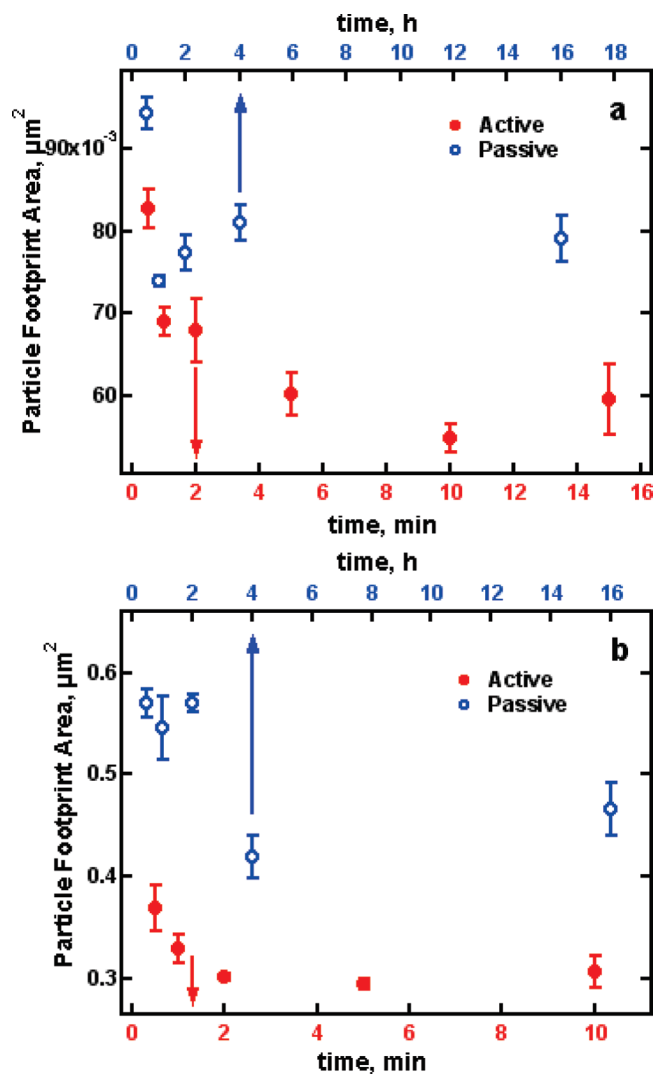 time, h
0 2 4 6 8 10 12 14 16 18
a
Active
Passive
Particle Footprint Area, µm²
90x10⁻³
80
70
60
0 2 4 6 8 10 12 14 16
time, min
time, h
0 2 4 6 8 10 12 14 16
b
Active
Passive
Particle Footprint Area, µm²
0.6
0.5
0.4
0.3
0 2 4 6 8 10
time, min